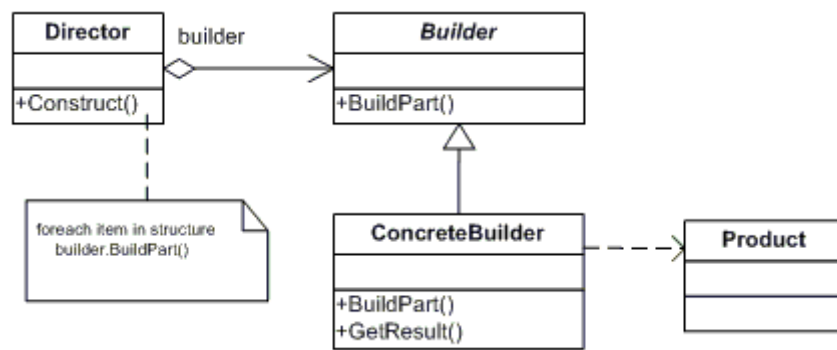 Director
builder
Builder
+Construct()
+BuildPart()
foreach item in structure
builder.BuildPart()
ConcreteBuilder
Product
+BuildPart()
+GetResult()